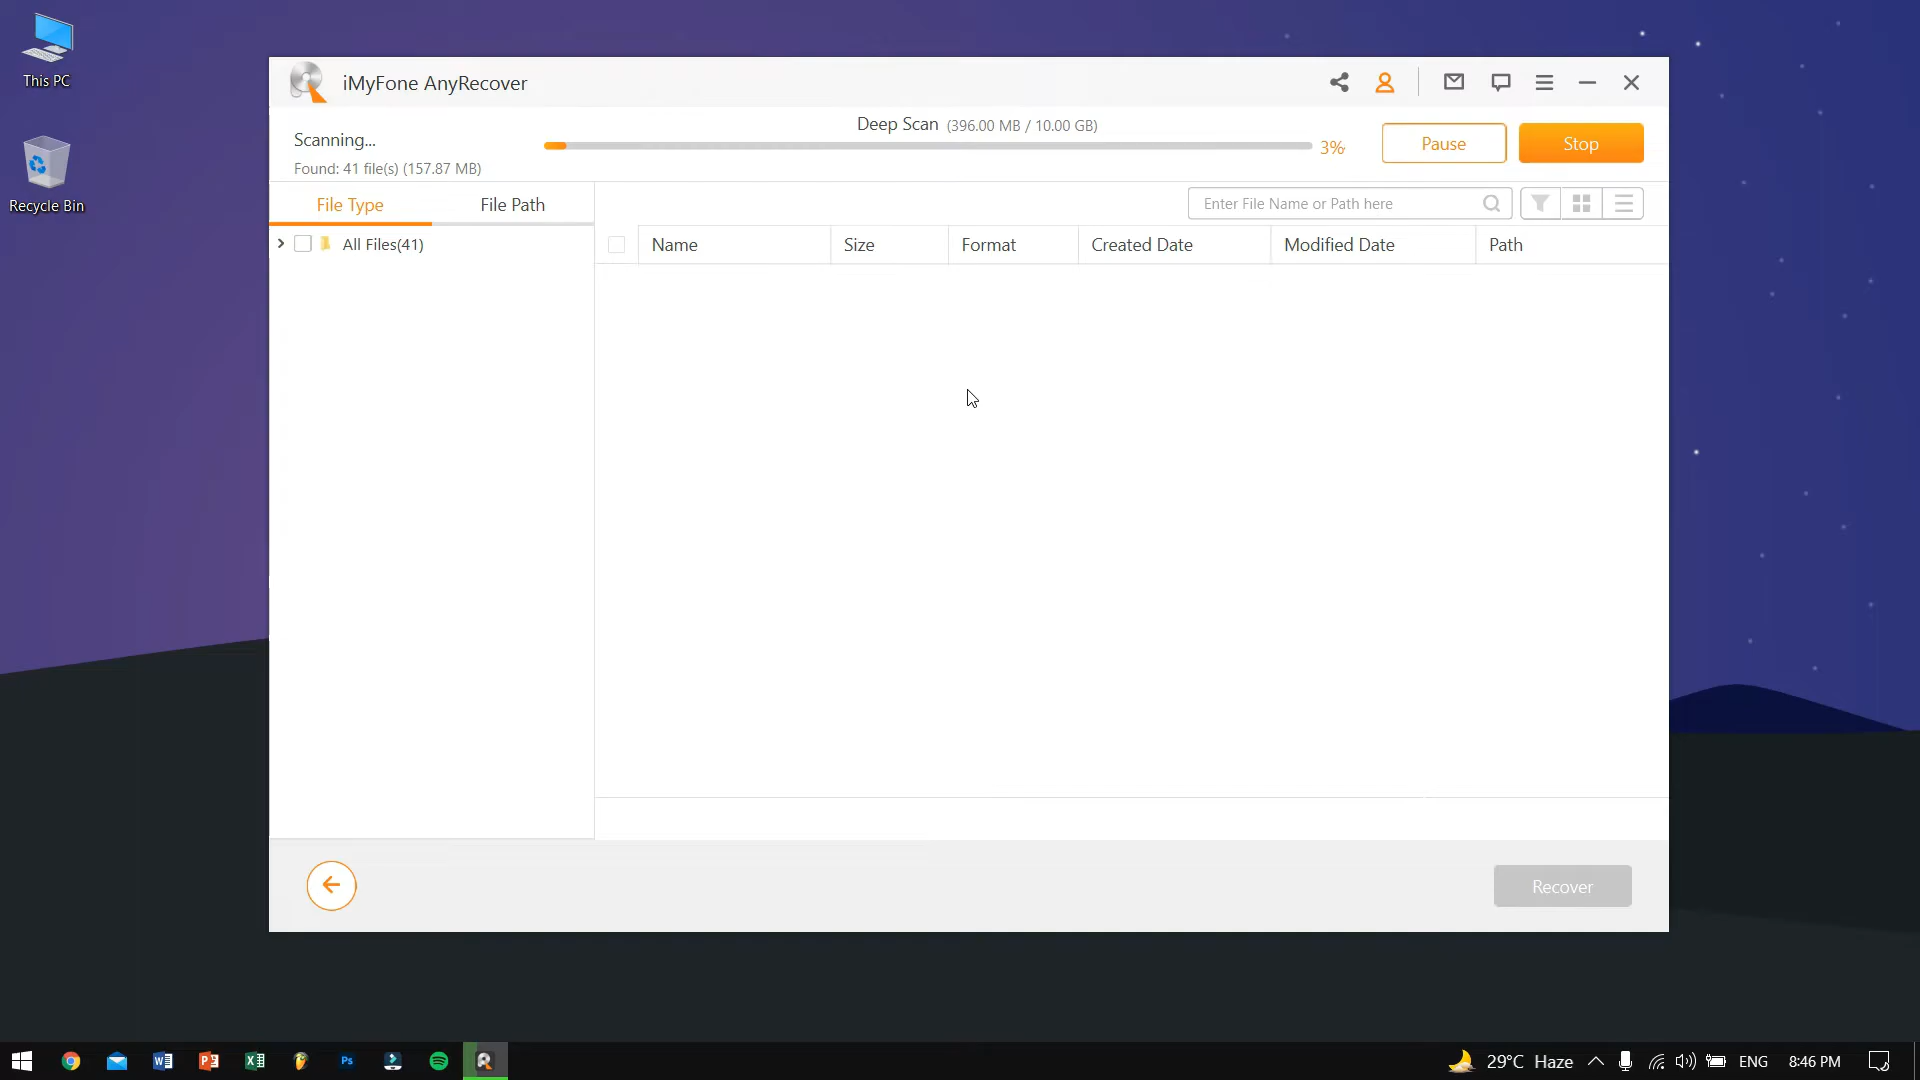 This PC
Recycle Bin
iMyFone AnyRecover
Scanning...
Found: 41 file(s) (157.87 MB)
Deep Scan (396.00 MB / 10.00 GB)
3%
Pause
Stop
File Type
File Path
Enter File Name or Path here
All Files(41)
Name
Size
Format
Created Date
Modified Date
Path
Recover
Ps
29°C Haze
ENG
8:46 PM